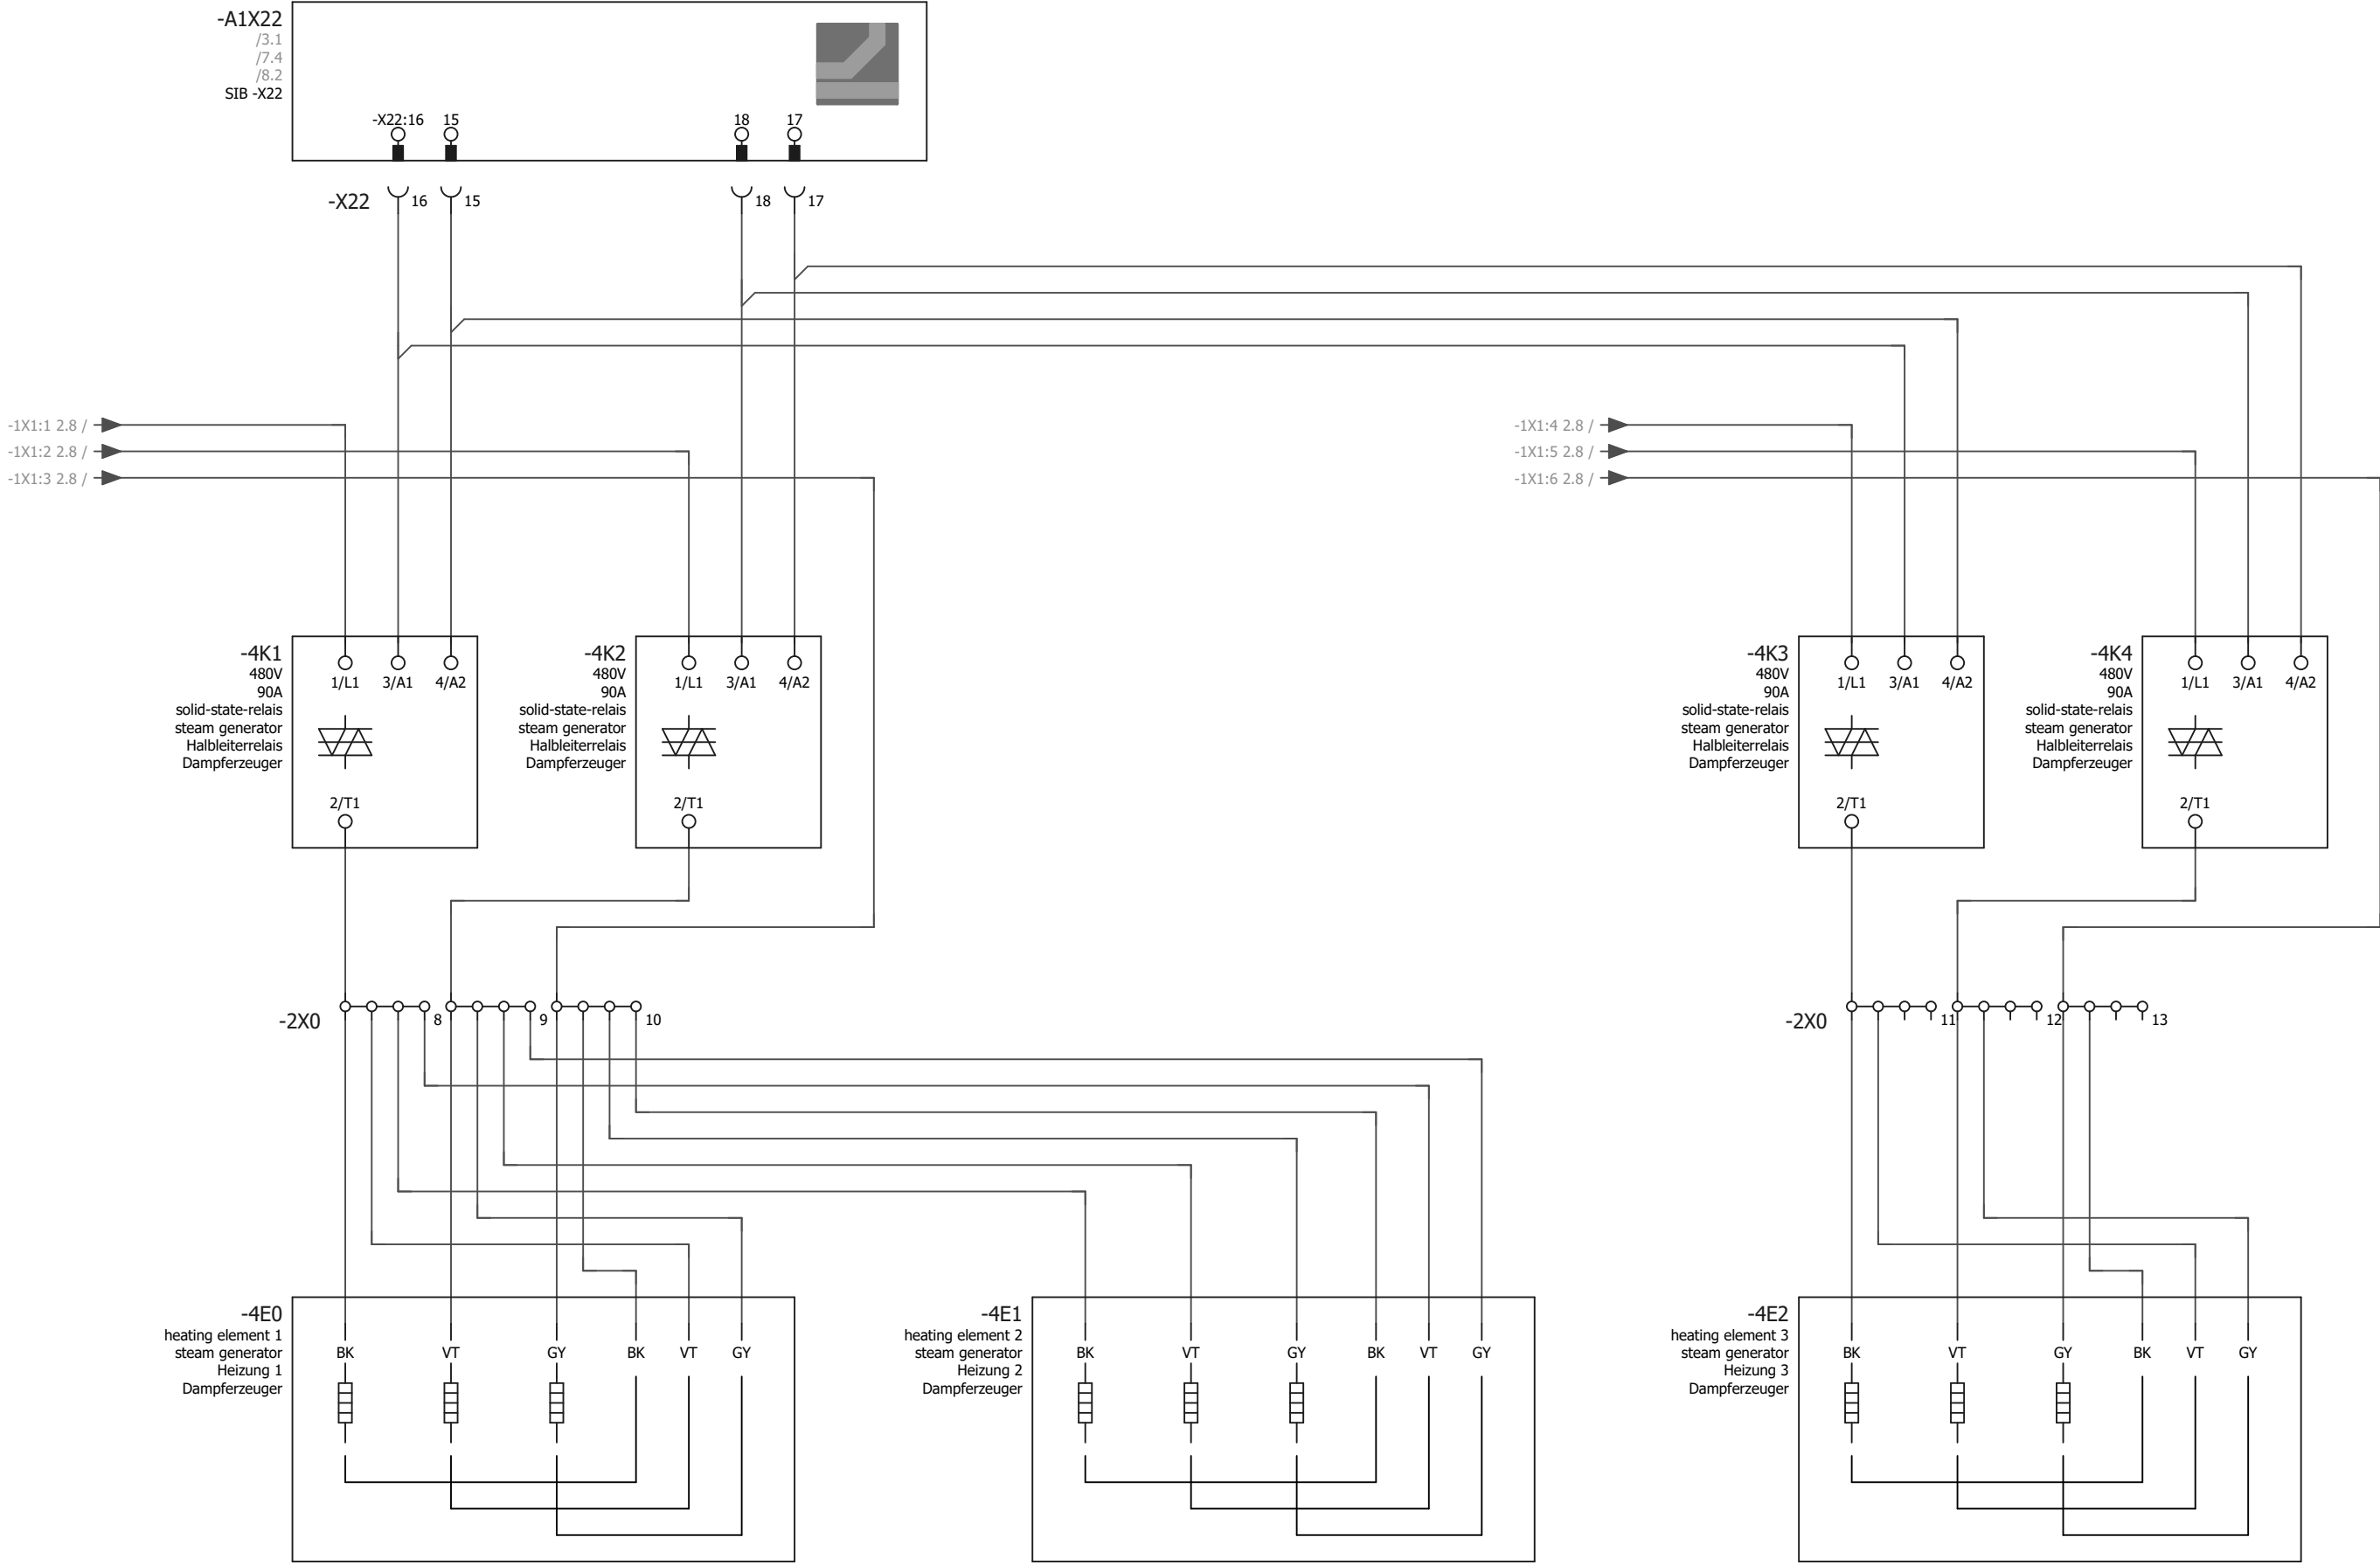 -A1X22
/3.1
/7.4
/8.2
SIB -X22
-X22:16 15 18 17
-X22 16 15 18 17
-1X1:1 2.8 /
-1X1:2 2.8 /
-1X1:3 2.8 /
-1X1:4 2.8 /
-1X1:5 2.8 /
-1X1:6 2.8 /
-4K1
480V
90A
solid-state-relais
steam generator
Halbleiterrelais
Dampferzeuger
1/L1 3/A1 4/A2
2/T1
-4K2
480V
90A
solid-state-relais
steam generator
Halbleiterrelais
Dampferzeuger
1/L1 3/A1 4/A2
2/T1
-4K3
480V
90A
solid-state-relais
steam generator
Halbleiterrelais
Dampferzeuger
1/L1 3/A1 4/A2
2/T1
-4K4
480V
90A
solid-state-relais
steam generator
Halbleiterrelais
Dampferzeuger
1/L1 3/A1 4/A2
2/T1
-2X0 8 9 10
-2X0 11 12 13
-4E0
heating element 1
steam generator
Heizung 1
Dampferzeuger
BK VT GY BK VT GY
-4E1
heating element 2
steam generator
Heizung 2
Dampferzeuger
BK VT GY BK VT GY
-4E2
heating element 3
steam generator
Heizung 3
Dampferzeuger
BK VT GY BK VT GY